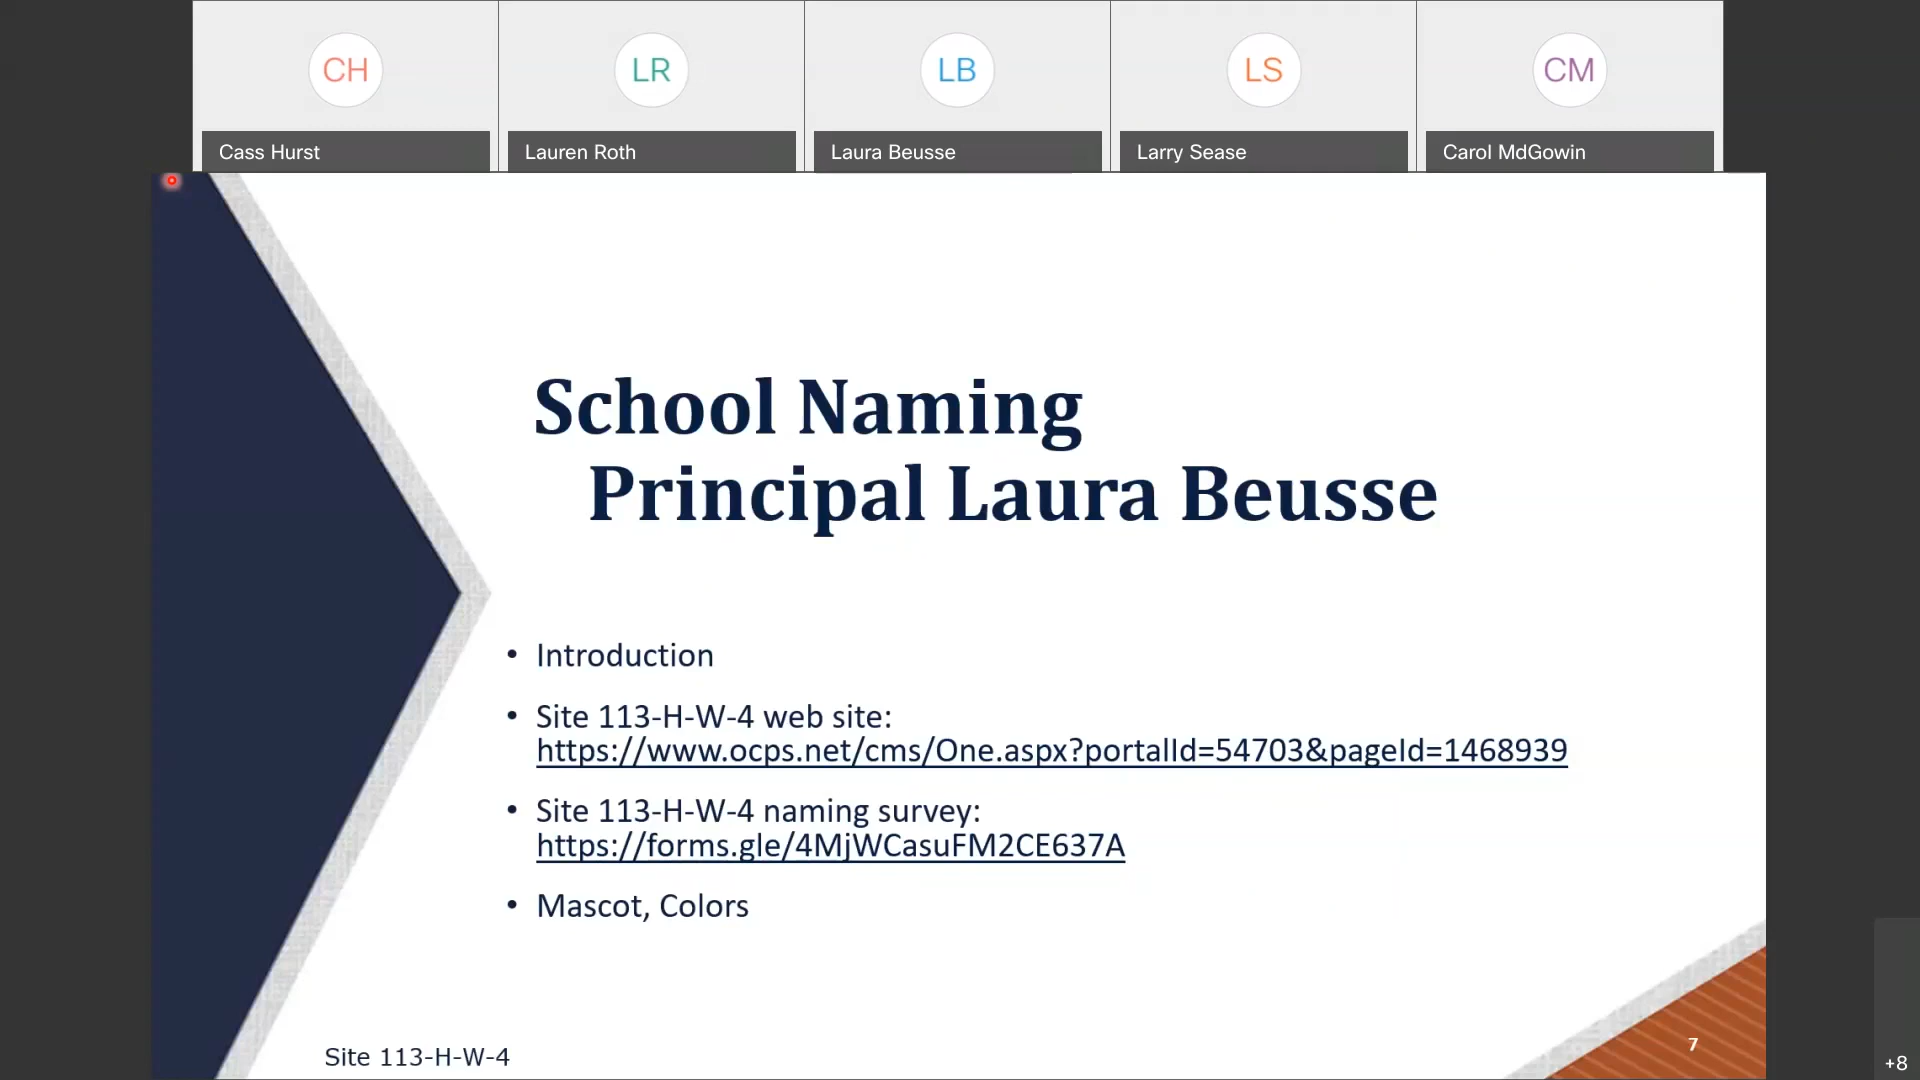 CH
LR
LB
LS
CM
Cass Hurst
Lauren Roth
Laura Beusse
Larry Sease
Carol MdGowin
School Naming
Principal Laura Beusse
• Introduction
• Site 113-H-W-4 web site:
https://www.ocps.net/cms/One.aspx?portalId=54703&pageId=1468939
• Site 113-H-W-4 naming survey:
https://forms.gle/4MjWCasuFM2CE637A
• Mascot, Colors
Site 113-H-W-4
7
+8